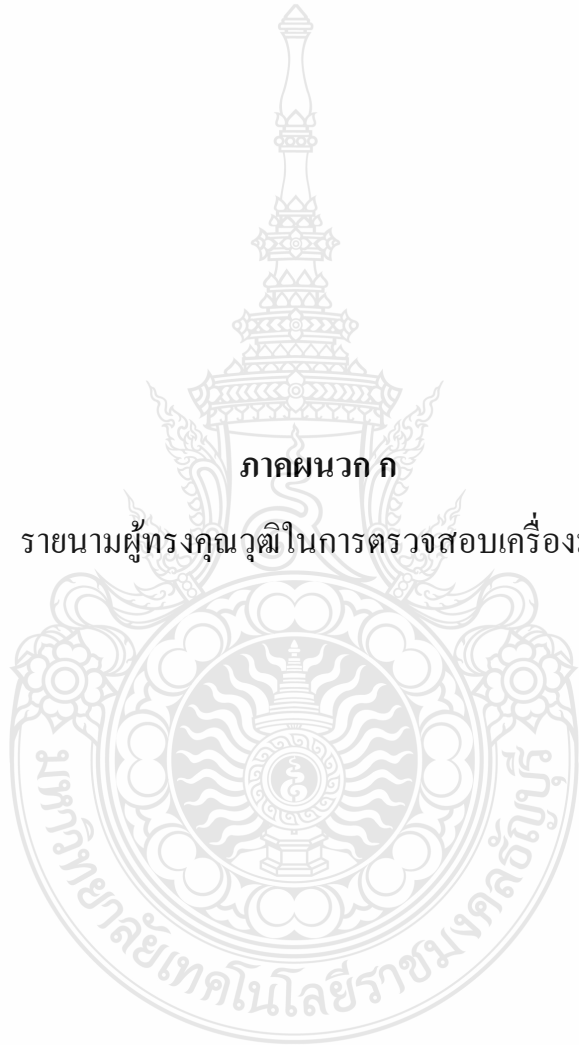 ภาคผนวก ก
รายนามผู้ทรงคุณวุฒิในการตรวจสอบเครื่อง
มหาวิทยาลัยเทคโนโลยีราชมงคลธัญบุรี